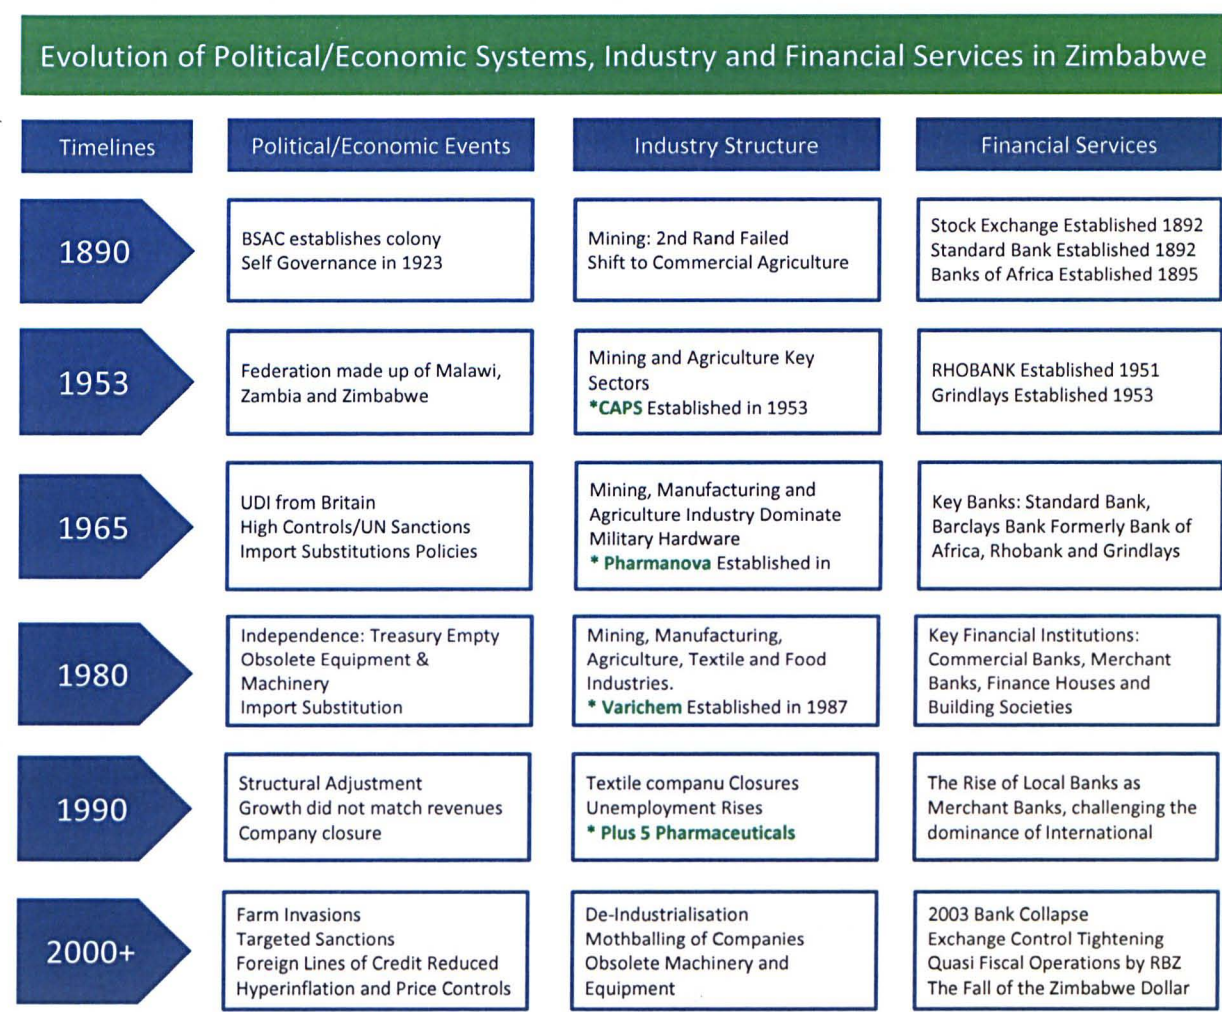 Evolution of Political/Economic Systems, Industry and Financial Services in Zimbabwe
Timelines
Political/Economic Events
Industry Structure
Financial Services
1890
BSAC establishes colony
Self Governance in 1923
Mining: 2nd Rand Failed
Shift to Commercial Agriculture
Stock Exchange Established 1892
Standard Bank Established 1892
Banks of Africa Established 1895
1953
Federation made up of Malawi,
Zambia and Zimbabwe
Mining and Agriculture Key
Sectors
*CAPS Established in 1953
RHOBANK Established 1951
Grindlays Established 1953
1965
UDI from Britain
High Controls/UN Sanctions
Import Substitutions Policies
Mining, Manufacturing and
Agriculture Industry Dominate
Military Hardware
* Pharmanova Established in
Key Banks: Standard Bank,
Barclays Bank Formerly Bank of
Africa, Rhobank and Grindlays
1980
Independence: Treasury Empty
Obsolete Equipment &
Machinery
Import Substitution
Mining, Manufacturing,
Agriculture, Textile and Food
Industries.
* Varichem Established in 1987
Key Financial Institutions:
Commercial Banks, Merchant
Banks, Finance Houses and
Building Societies
1990
Structural Adjustment
Growth did not match revenues
Company closure
Textile companu Closures
Unemployment Rises
* Plus 5 Pharmaceuticals
The Rise of Local Banks as
Merchant Banks, challenging the
dominance of International
2000+
Farm Invasions
Targeted Sanctions
Foreign Lines of Credit Reduced
Hyperinflation and Price Controls
De-Industrialisation
Mothballing of Companies
Obsolete Machinery and
Equipment
2003 Bank Collapse
Exchange Control Tightening
Quasi Fiscal Operations by RBZ
The Fall of the Zimbabwe Dollar